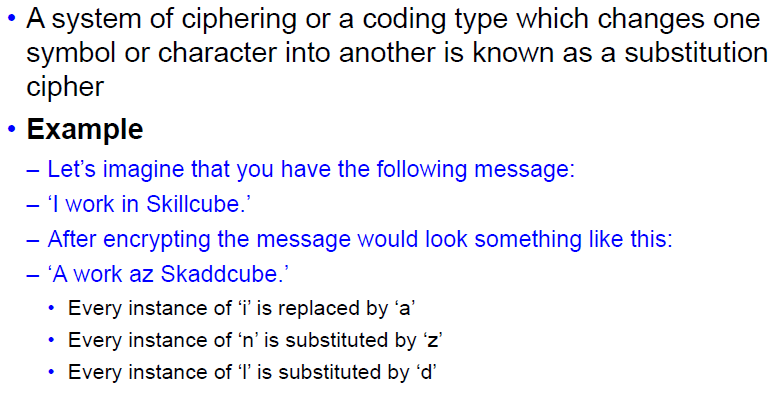 • A system of ciphering or a coding type which changes one
symbol or character into another is known as a substitution
cipher
• Example
– Let’s imagine that you have the following message:
– ‘I work in Skillcube.’
– After encrypting the message would look something like this:
– ‘A work az Skaddcube.’
• Every instance of ‘i’ is replaced by ‘a’
• Every instance of ‘n’ is substituted by ‘z’
• Every instance of ‘l’ is substituted by ‘d’